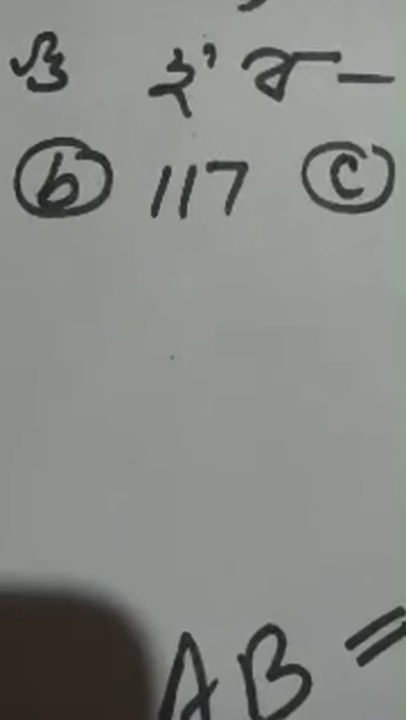 হ'ব —
ⓑ 117 ⓒ
AB =